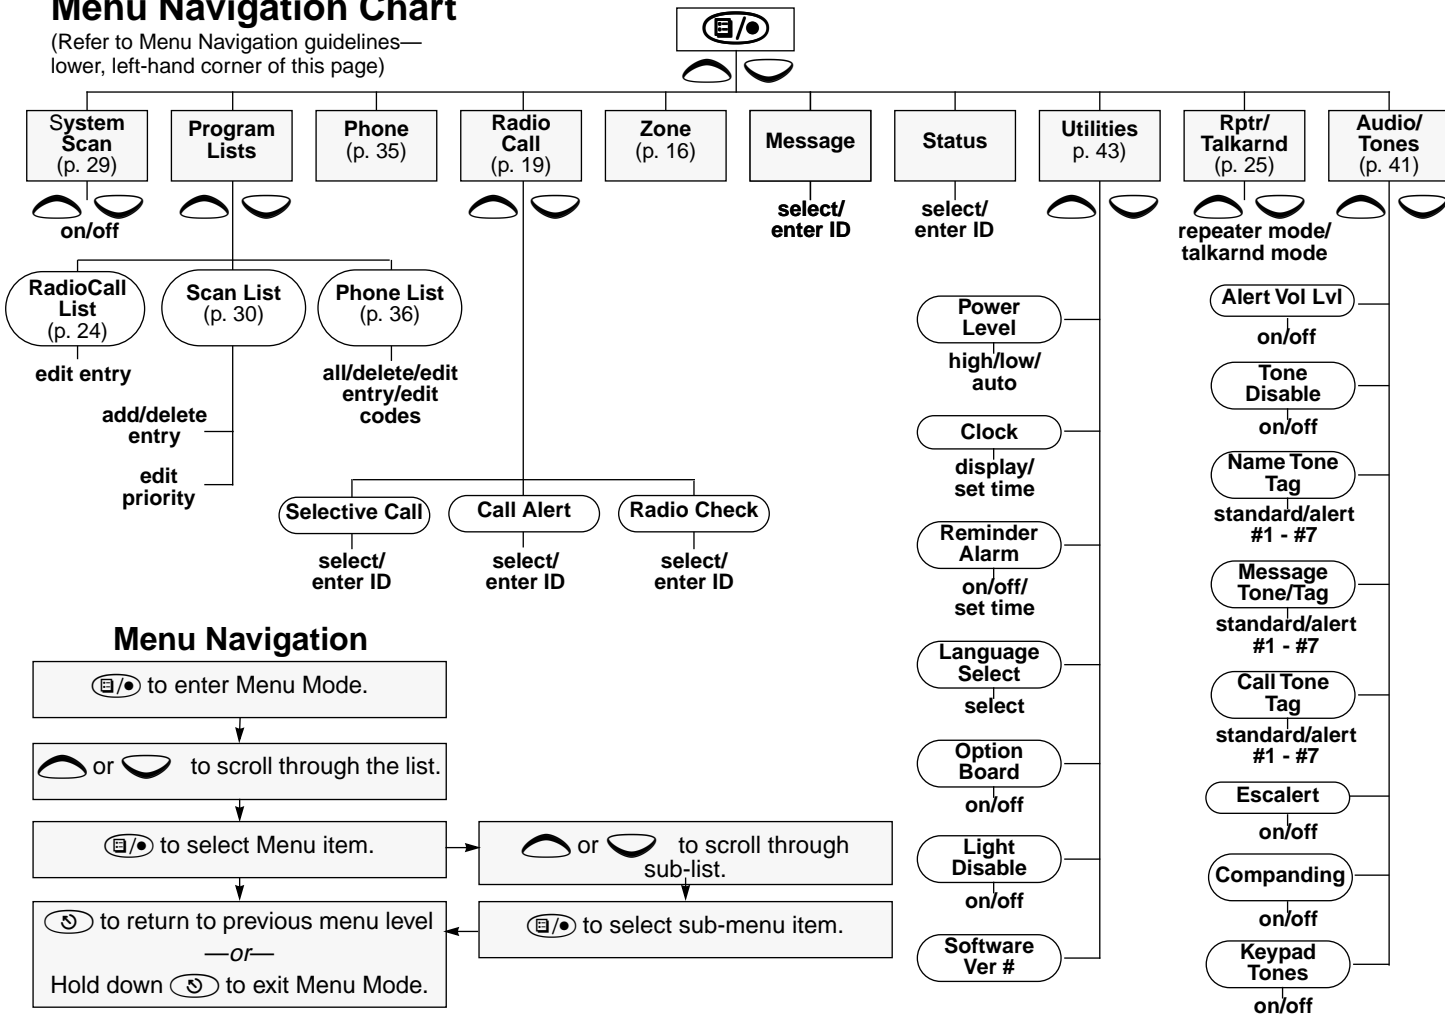 Menu Navigation Chart
(Refer to Menu Navigation guidelines—
lower, left-hand corner of this page)
System
Scan
(p. 29)
on/off
Program
Lists
Phone
(p. 35)
Radio
Call
(p. 19)
Zone
(p. 16)
Message
select/
enter ID
Status
select/
enter ID
Utilities
p. 43)
Rptr/
Talkarnd
(p. 25)
repeater mode/
talkarnd mode
Audio/
Tones
(p. 41)
RadioCall
List
(p. 24)
edit entry
Scan List
(p. 30)
add/delete
entry
edit
priority
Phone List
(p. 36)
all/delete/edit
entry/edit
codes
Selective Call
select/
enter ID
Call Alert
select/
enter ID
Radio Check
select/
enter ID
Power
Level
high/low/
auto
Clock
display/
set time
Reminder
Alarm
on/off/
set time
Language
Select
select
Option
Board
on/off
Light
Disable
on/off
Software
Ver #
Alert Vol Lvl
on/off
Tone
Disable
on/off
Name Tone
Tag
standard/alert
#1 - #7
Message
Tone/Tag
standard/alert
#1 - #7
Call Tone
Tag
standard/alert
#1 - #7
Escalert
on/off
Companding
on/off
Keypad
Tones
on/off
Menu Navigation
to enter Menu Mode.
or to scroll through the list.
to select Menu item.
or to scroll through
sub-list.
to select sub-menu item.
to return to previous menu level
—or—
Hold down to exit Menu Mode.